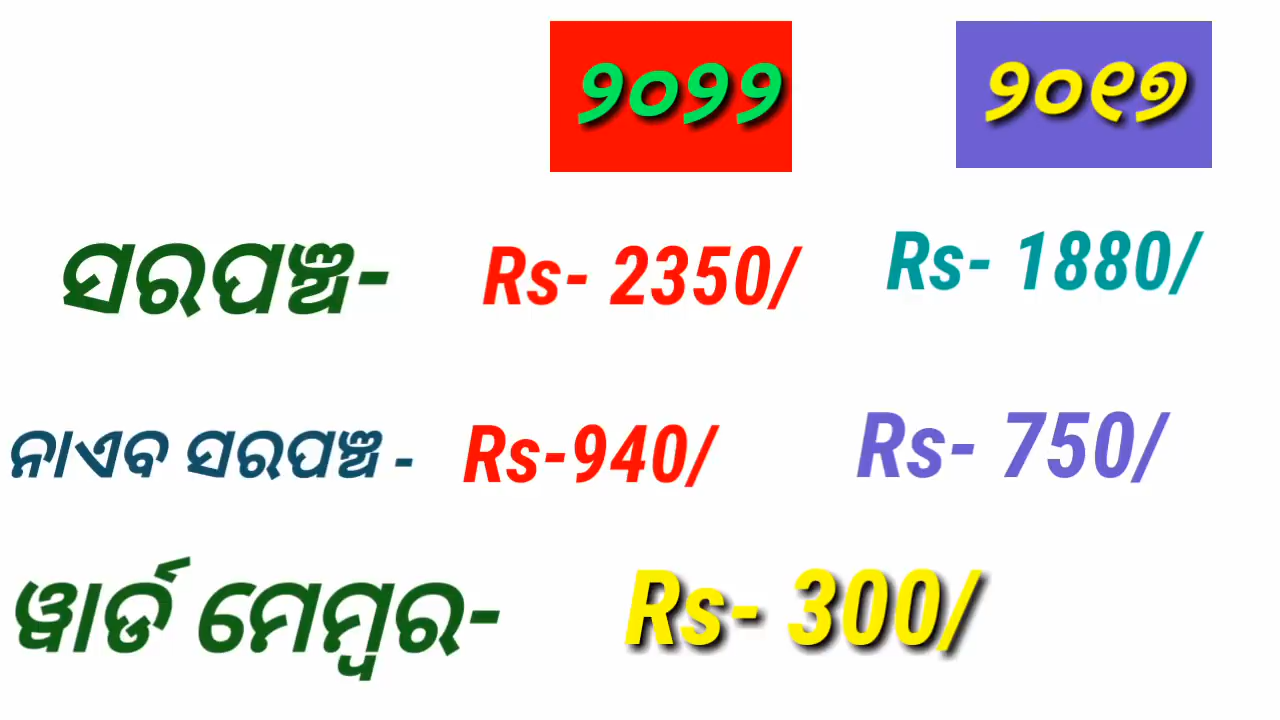 ୨୦୨୨ ୨୦୧୭
ସରପଞ୍ଚ- Rs- 2350/ Rs- 1880/
ନାଏବ ସରପଞ୍ଚ - Rs-940/ Rs- 750/
ୱାର୍ଡ ମେମ୍ବର- Rs- 300/